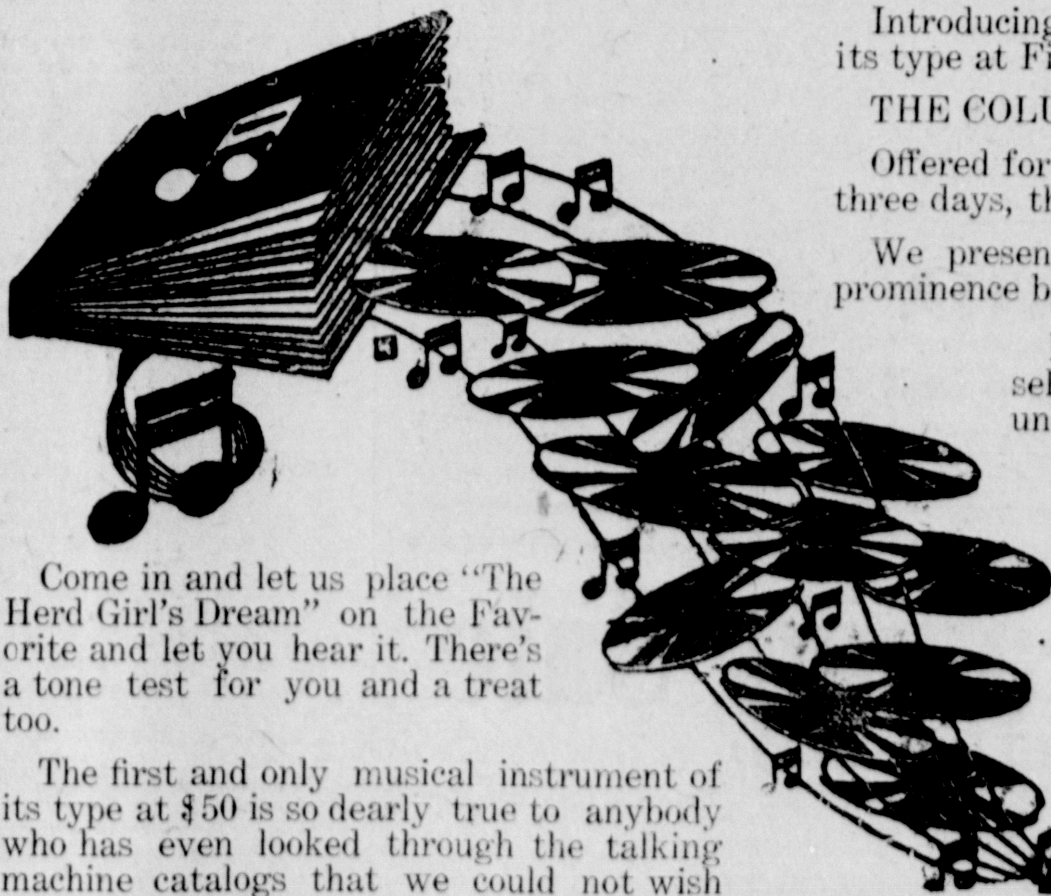 Introducing
its type at Fi
THE COLU
Offered for
three days, th
We presen
prominence b
sel
un
Come in and let us place “The
Herd Girl's Dream” on the Fav-
orite and let you hear it. There's
a tone test for you and a treat
too.
The first and only musical instrument of
its type at $50 is so dearly true to anybody
who has even looked through the talking
machine catalogs that we could not wish